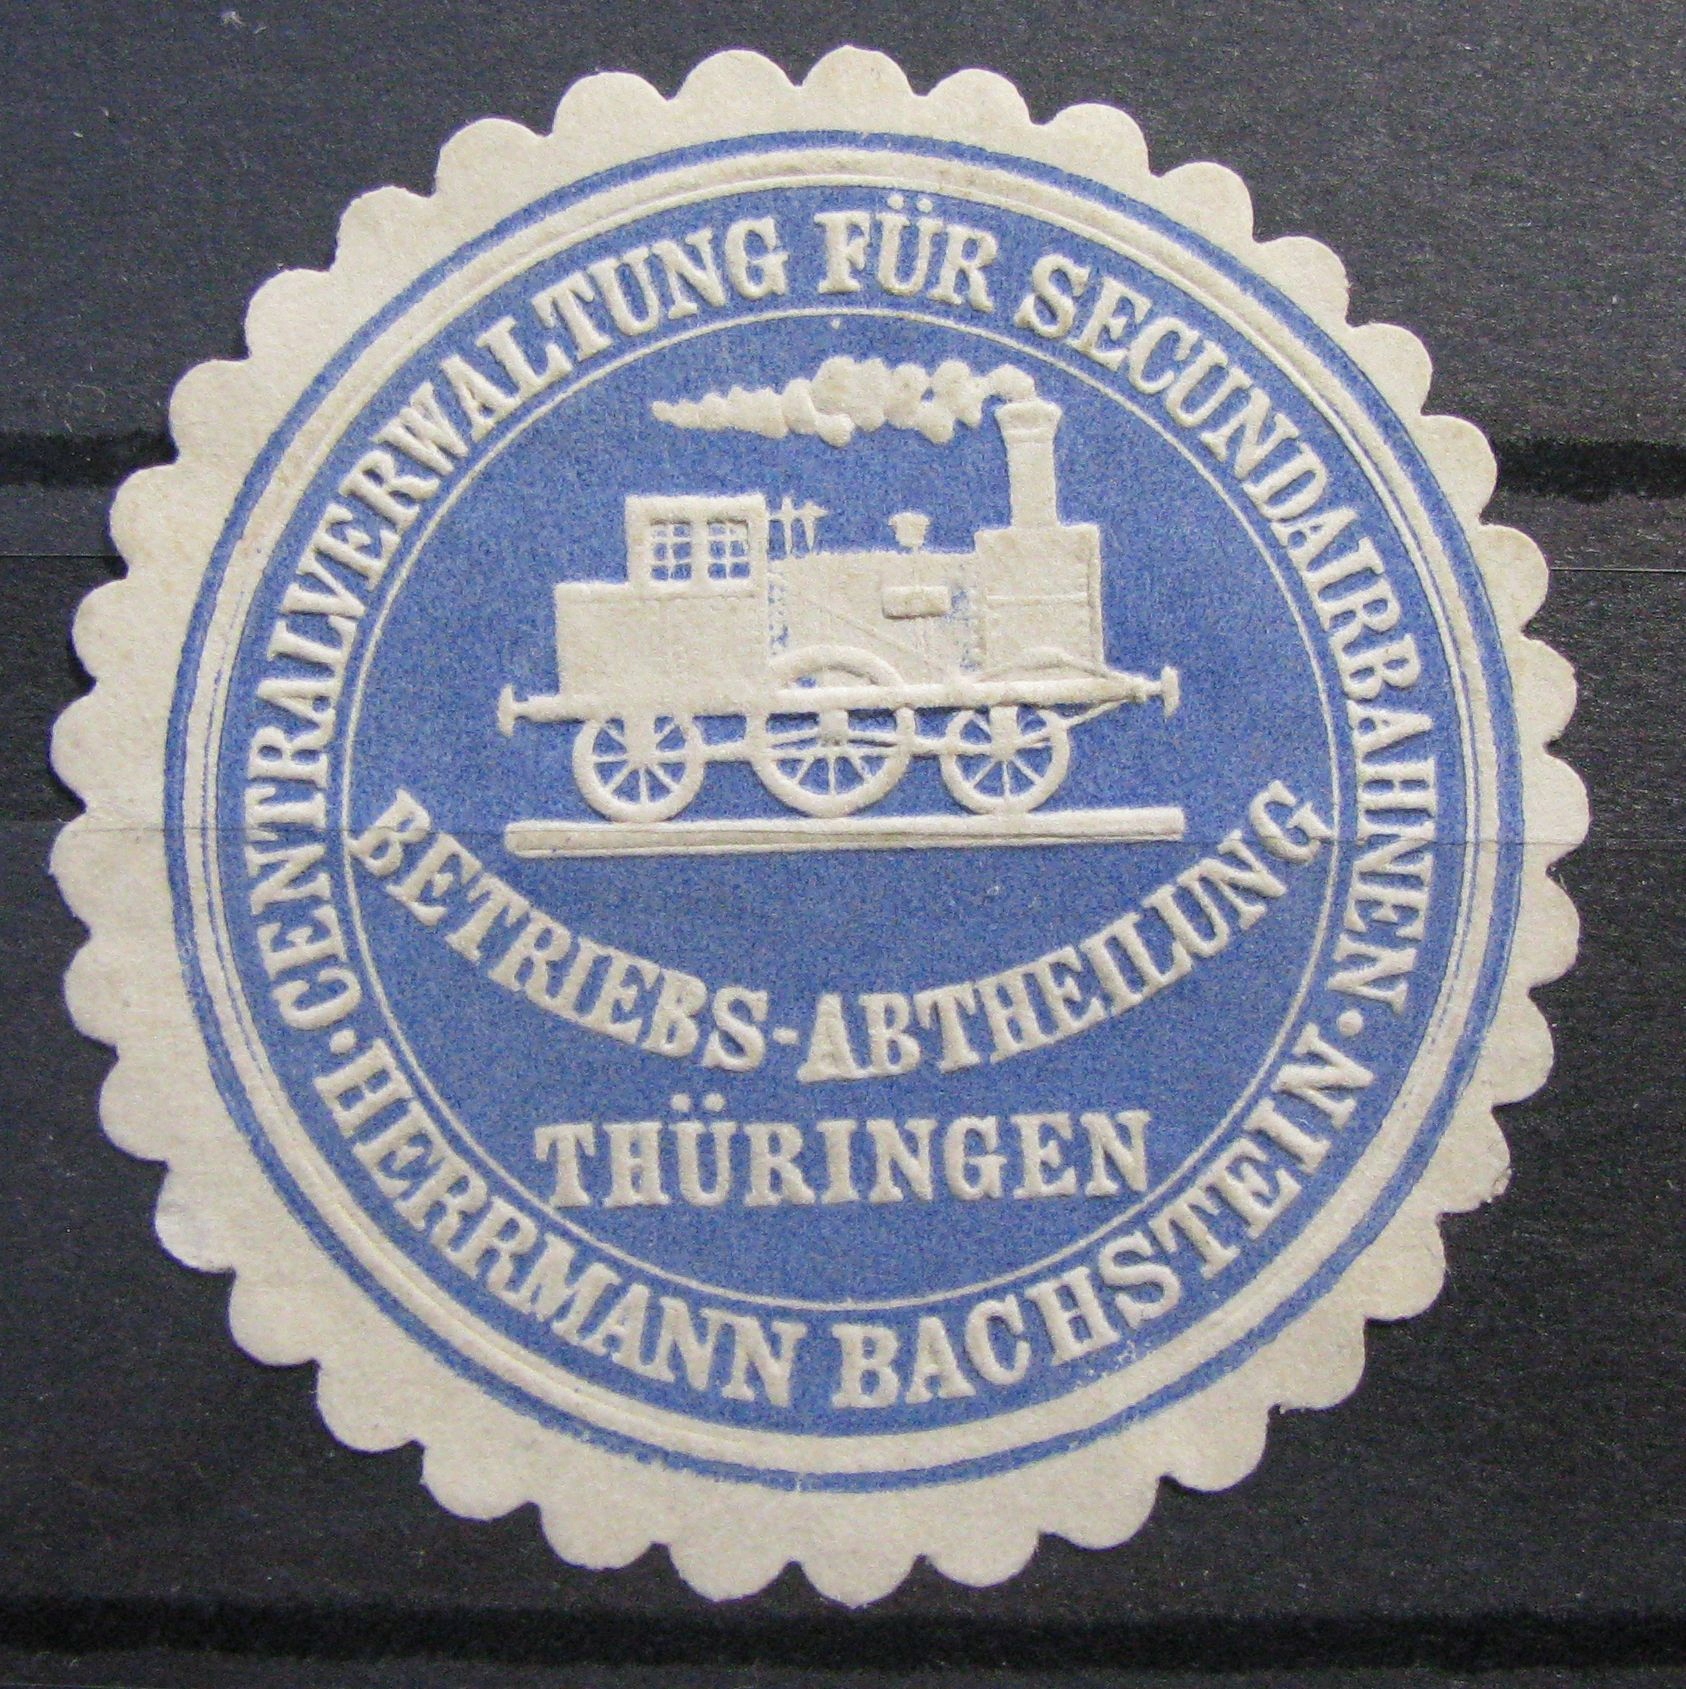 CENTRALVERWALTUNG FÜR SECUNDAIRBAHNEN
· HERRMANN BACHSTEIN ·
BETRIEBS-ABTHEILUNG
THÜRINGEN